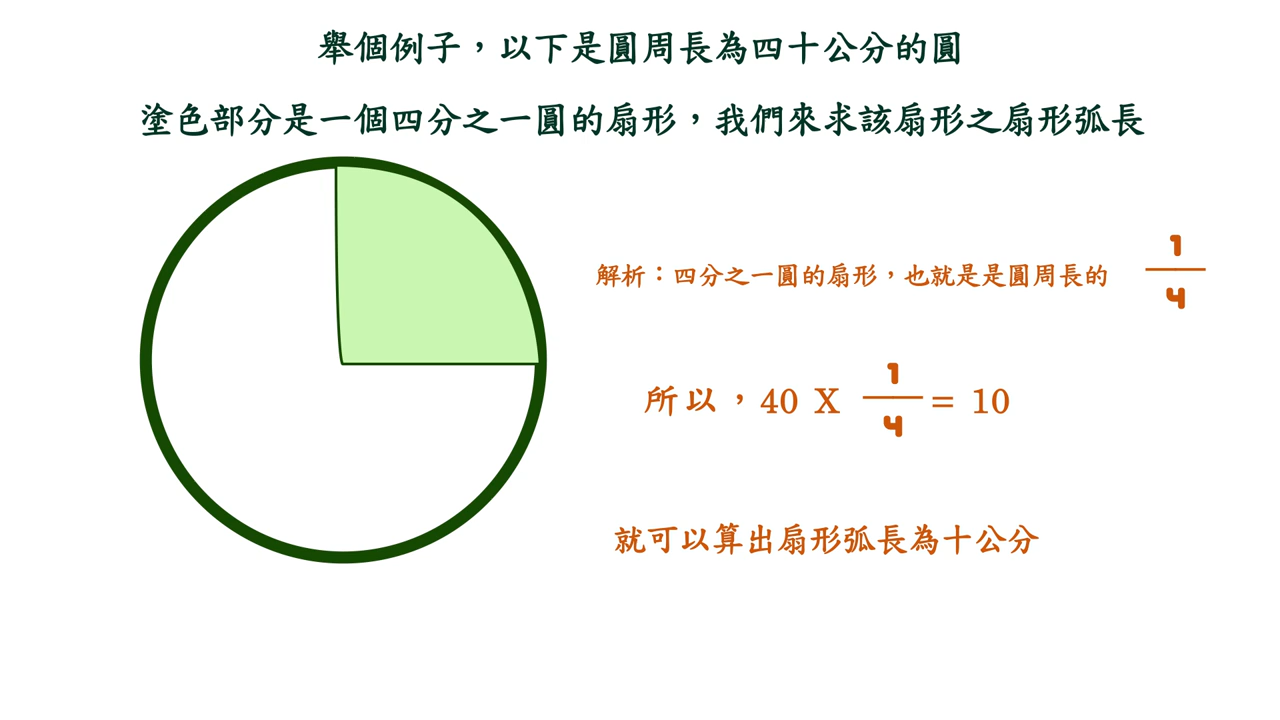 舉個例子，以下是圓周長為四十公分的圓
塗色部分是一個四分之一圓的扇形，我們來求該扇形之扇形弧長
解析：四分之一圓的扇形，也就是是圓周長的 1/4
所以，40 X 1/4 = 10
就可以算出扇形弧長為十公分